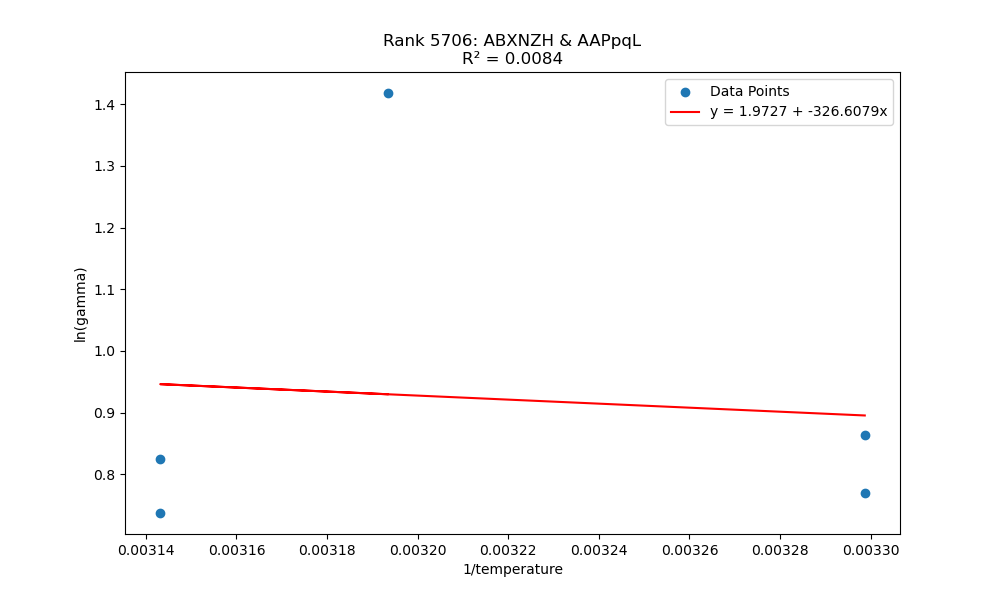 Rank 5706: ABXNZH & AAPpqL
R² = 0.0084
Data Points
y = 1.9727 + -326.6079x
ln(gamma)
1.4
1.3
1.2
1.1
1.0
0.9
0.8
0.00314 0.00316 0.00318 0.00320 0.00322 0.00324 0.00326 0.00328 0.00330
1/temperature